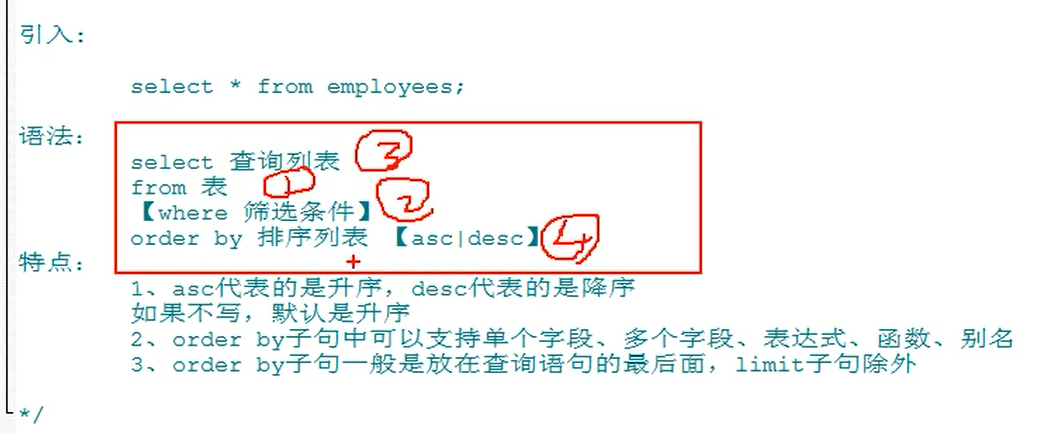 引入：
select * from employees;
语法：
select 查询列表 3
from 表 1
【where 筛选条件】 2
order by 排序列表 【asc|desc】 4
特点：
1、asc代表的是升序，desc代表的是降序
如果不写，默认是升序
2、order by子句中可以支持单个字段、多个字段、表达式、函数、别名
3、order by子句一般是放在查询语句的最后面，limit子句除外
*/